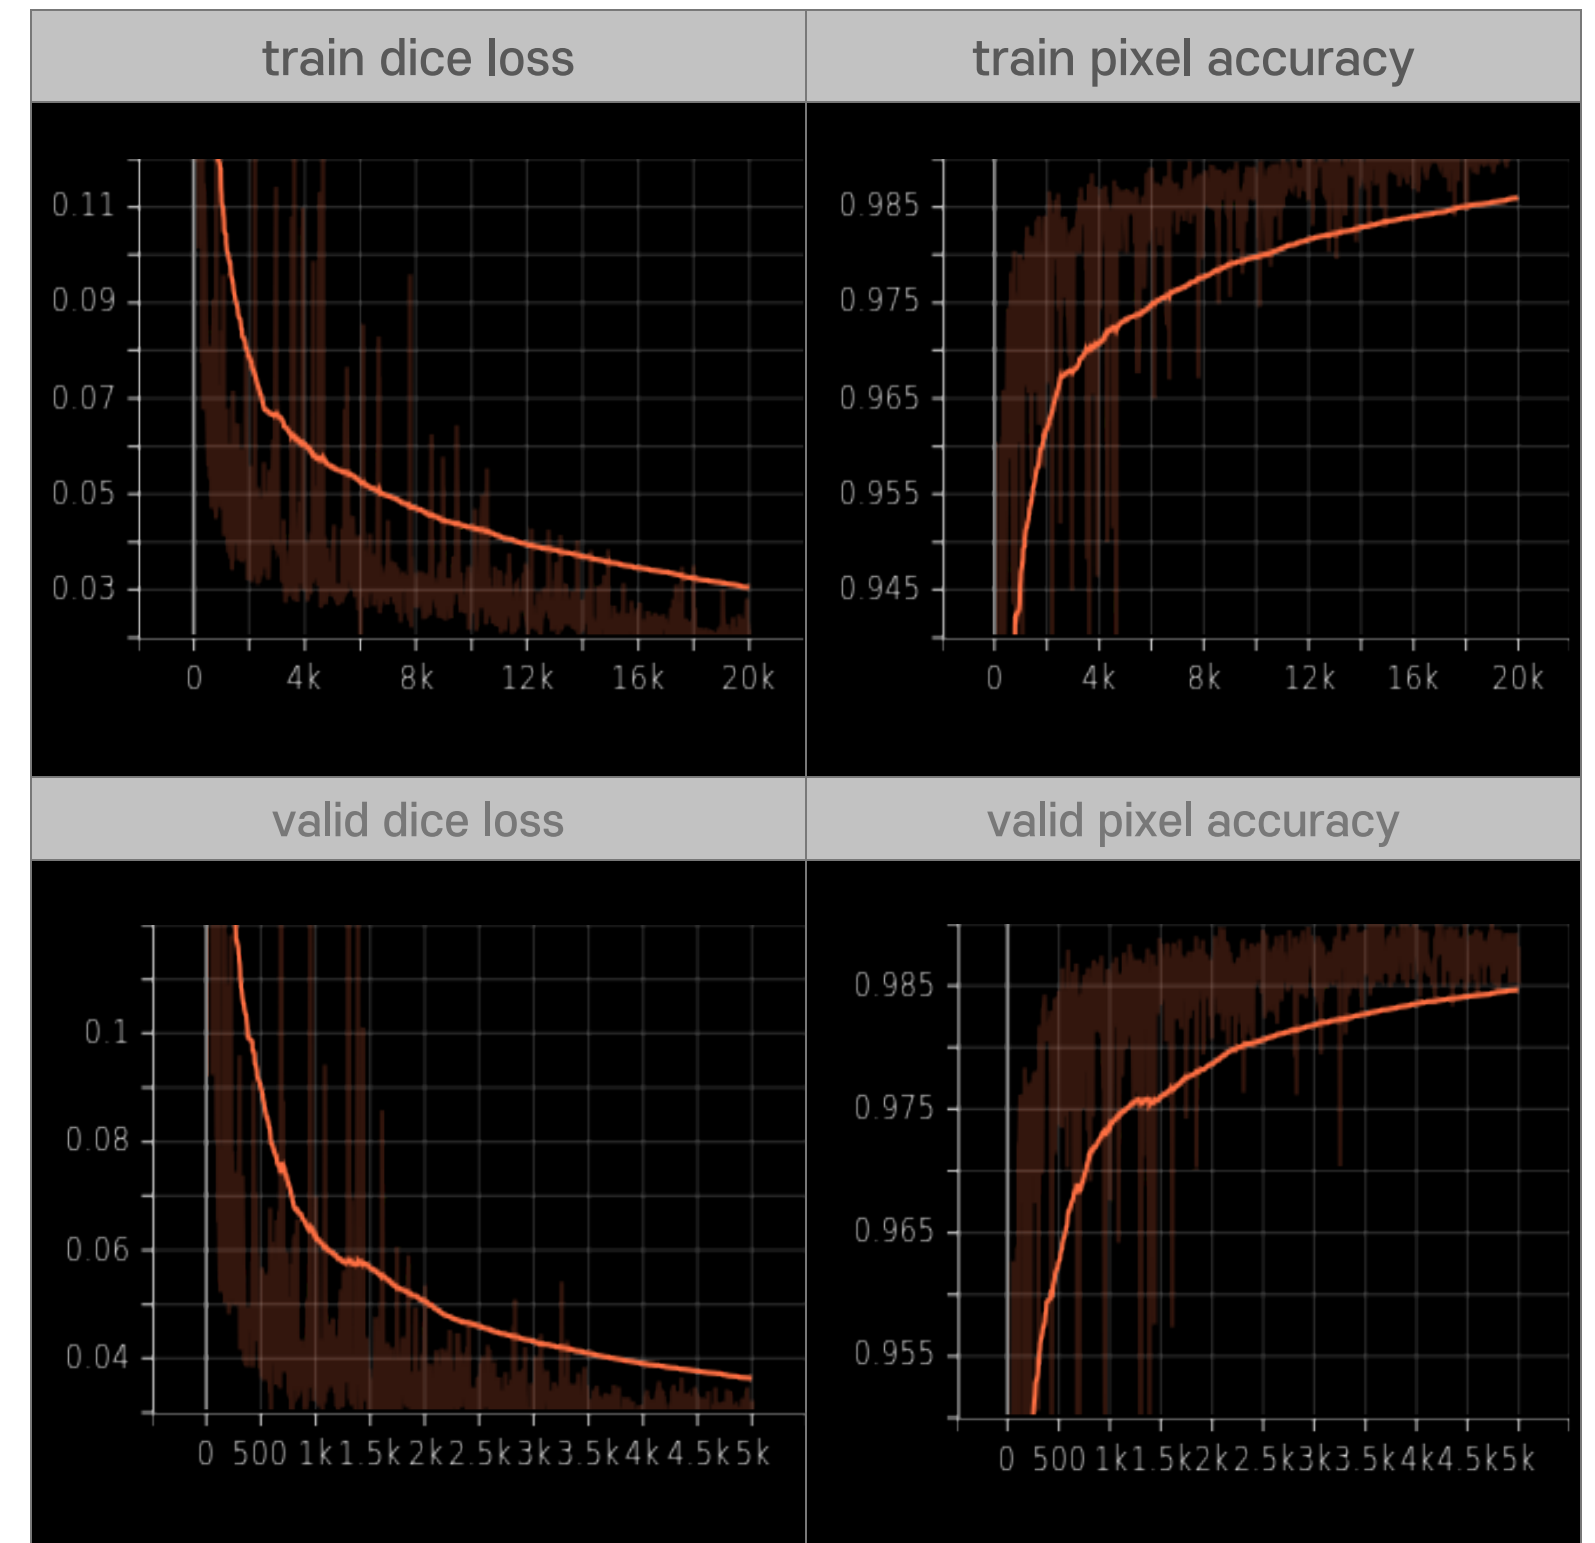 train dice loss
train pixel accuracy
0.11
0.09
0.07
0.05
0.03
0 4k 8k 12k 16k 20k
0.985
0.975
0.965
0.955
0.945
0 4k 8k 12k 16k 20k
valid dice loss
valid pixel accuracy
0.1
0.08
0.06
0.04
0 500 1k 1.5k 2k 2.5k 3k 3.5k 4k 4.5k 5k
0.985
0.975
0.965
0.955
0 500 1k 1.5k 2k 2.5k 3k 3.5k 4k 4.5k 5k